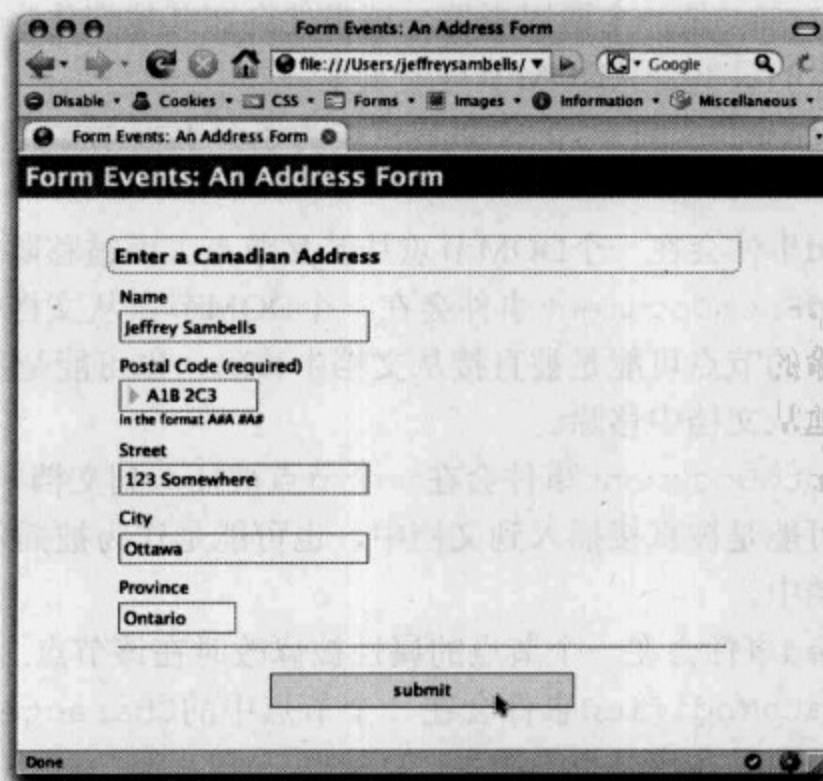 Form Events: An Address Form
file:///Users/jeffreysambells/
G Google
Disable Cookies CSS Forms Images Information Miscellaneous
Form Events: An Address Form
Form Events: An Address Form
Enter a Canadian Address
Name
Jeffrey Sambells
Postal Code (required)
A1B 2C3
In the format A#A #A#
Street
123 Somewhere
City
Ottawa
Province
Ontario
submit
Done